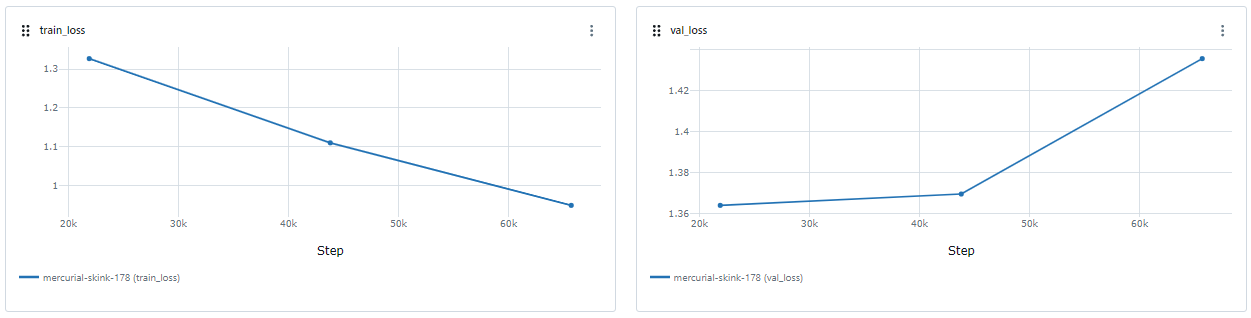 train_loss
1.3
1.2
1.1
1
20k 30k 40k 50k 60k
Step
mercurial-skink-178 (train_loss)
val_loss
1.42
1.4
1.38
1.36
20k 30k 40k 50k 60k
Step
mercurial-skink-178 (val_loss)